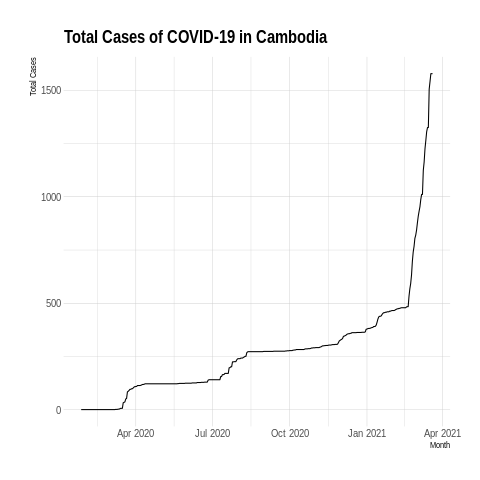 Total Cases of COVID-19 in Cambodia
Total Cases
1500
1000
500
0
Apr 2020 Jul 2020 Oct 2020 Jan 2021 Apr 2021
Month